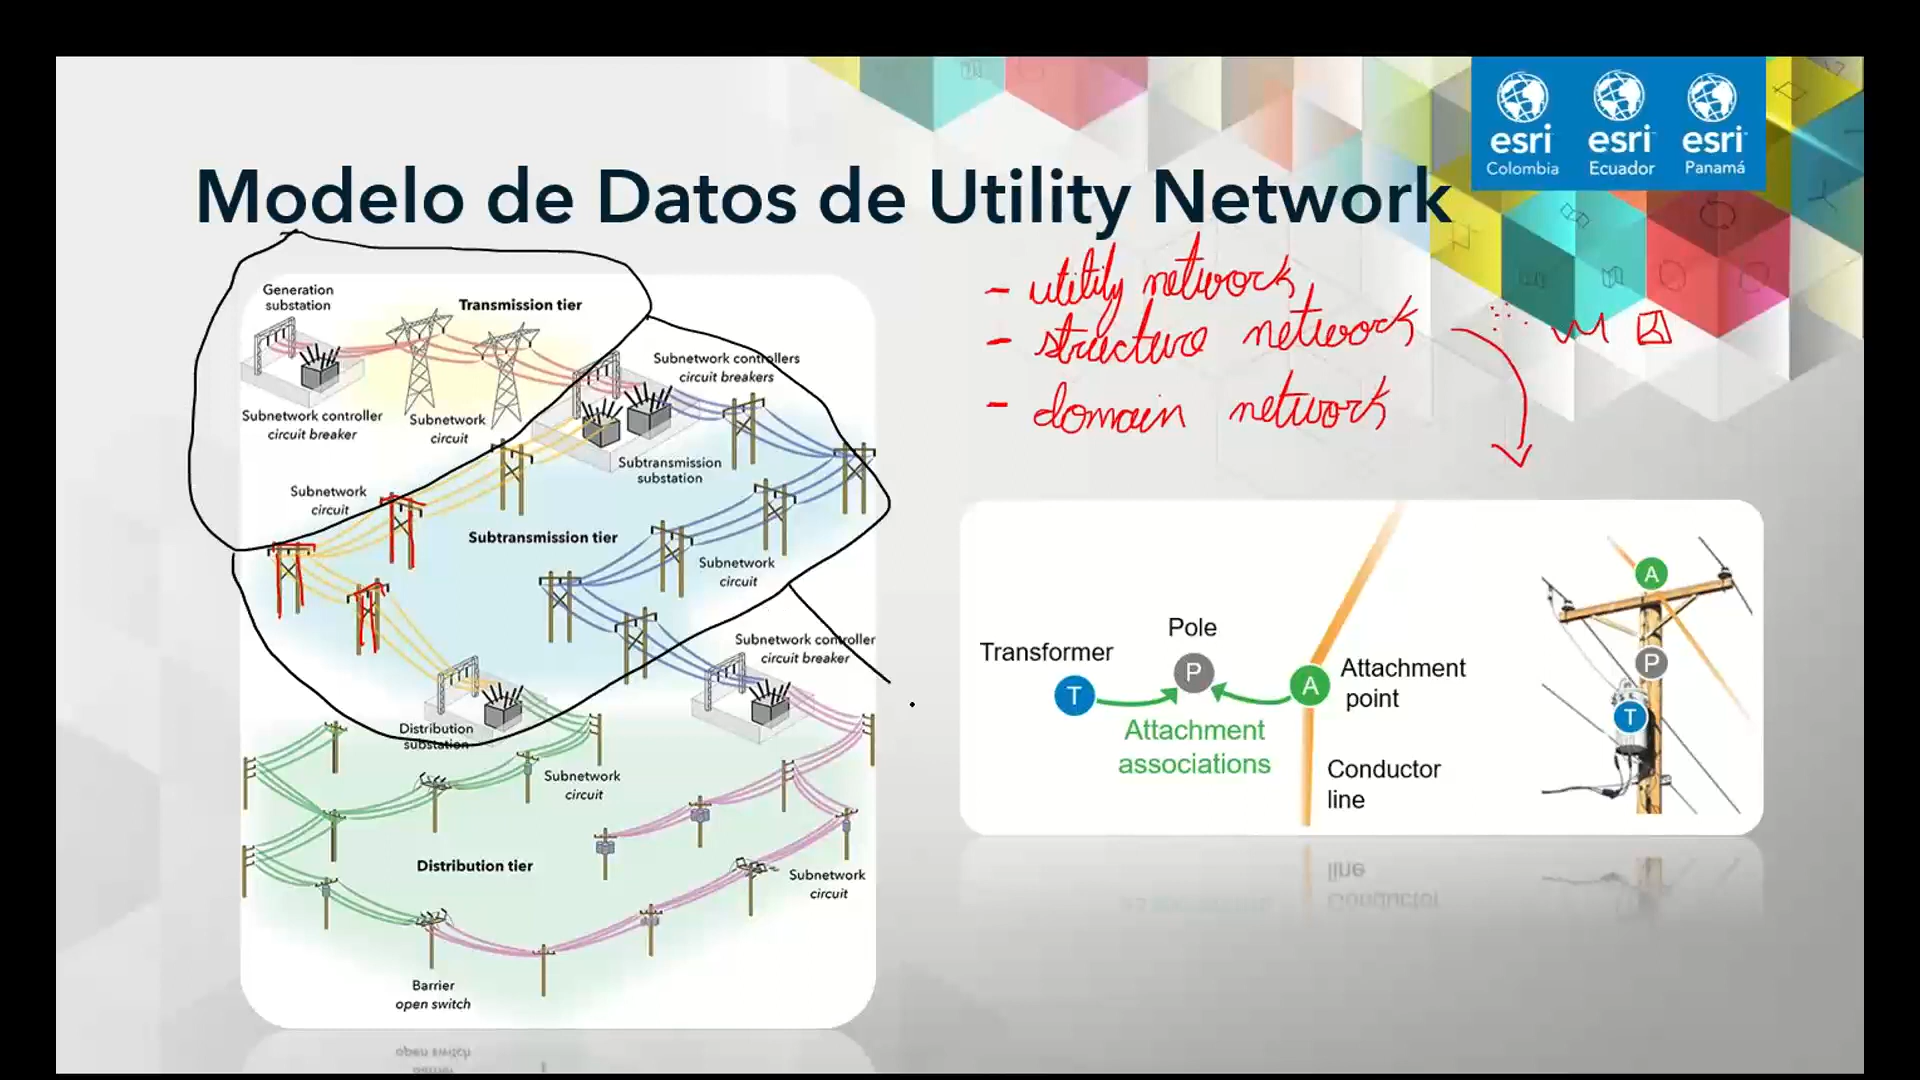 esri
Colombia
esri
Ecuador
esri
Panamá
Modelo de Datos de Utility Network
- utility network
- structure network
- domain network
Generation
substation
Transmission tier
Subnetwork controllers
circuit breakers
Subnetwork controller
circuit breaker
Subnetwork
circuit
Subtransmission
substation
Subnetwork
circuit
Subtransmission tier
Subnetwork
circuit
Subnetwork controller
circuit breaker
Distribution
substation
Subnetwork
circuit
Distribution tier
Subnetwork
circuit
Barrier
open switch
Transformer
T
Pole
P
A
Attachment
point
Attachment
associations
Conductor
line
A
P
T